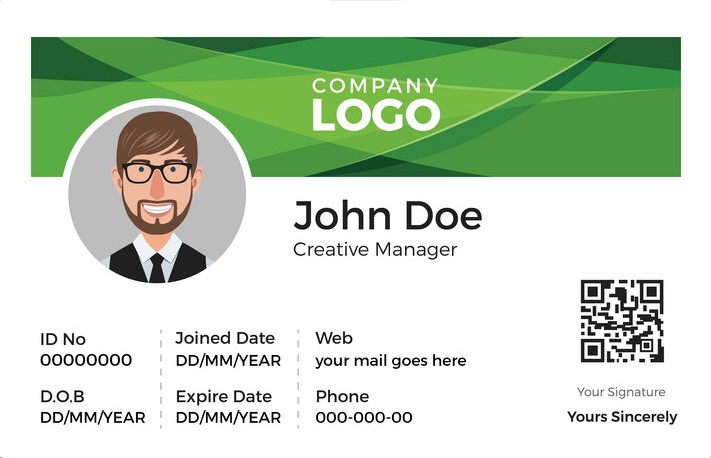 COMPANY
LOGO
John Doe
Creative Manager
ID No
00000000
D.O.B
DD/MM/YEAR
Joined Date
DD/MM/YEAR
Expire Date
DD/MM/YEAR
Web
your mail goes here
Phone
000-000-00
Your Signature
Yours Sincerely